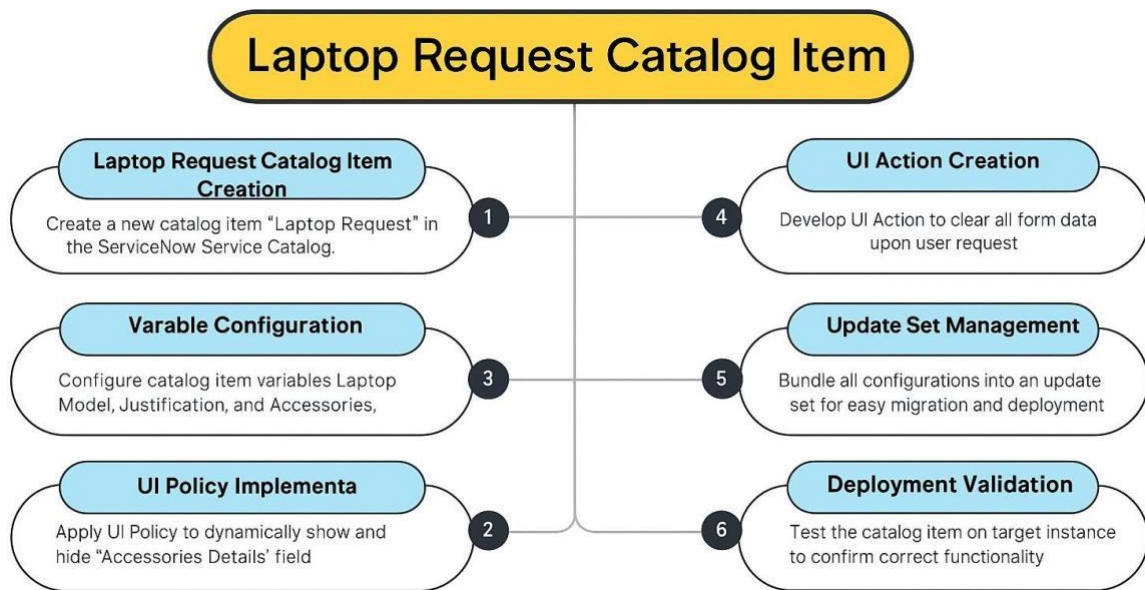 Laptop Request Catalog Item
Laptop Request Catalog Item
Creation
Create a new catalog item “Laptop Request” in
the ServiceNow Service Catalog.
1
Varable Configuration
Configure catalog item variables Laptop
Model, Justification, and Accessories,
3
UI Policy Implementa
Apply UI Policy to dynamically show and
hide “Accessories Details’ field
2
UI Action Creation
Develop UI Action to clear all form data
upon user request
4
Update Set Management
Bundle all configurations into an update
set for easy migration and deployment
5
Deployment Validation
Test the catalog item on target instance
to confirm correct functionality
6